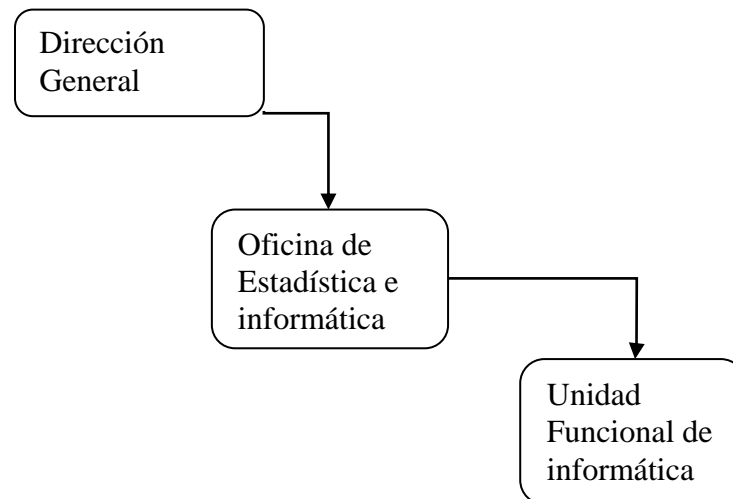 Dirección
General
Oficina de
Estadística e
informática
Unidad
Funcional de
informática